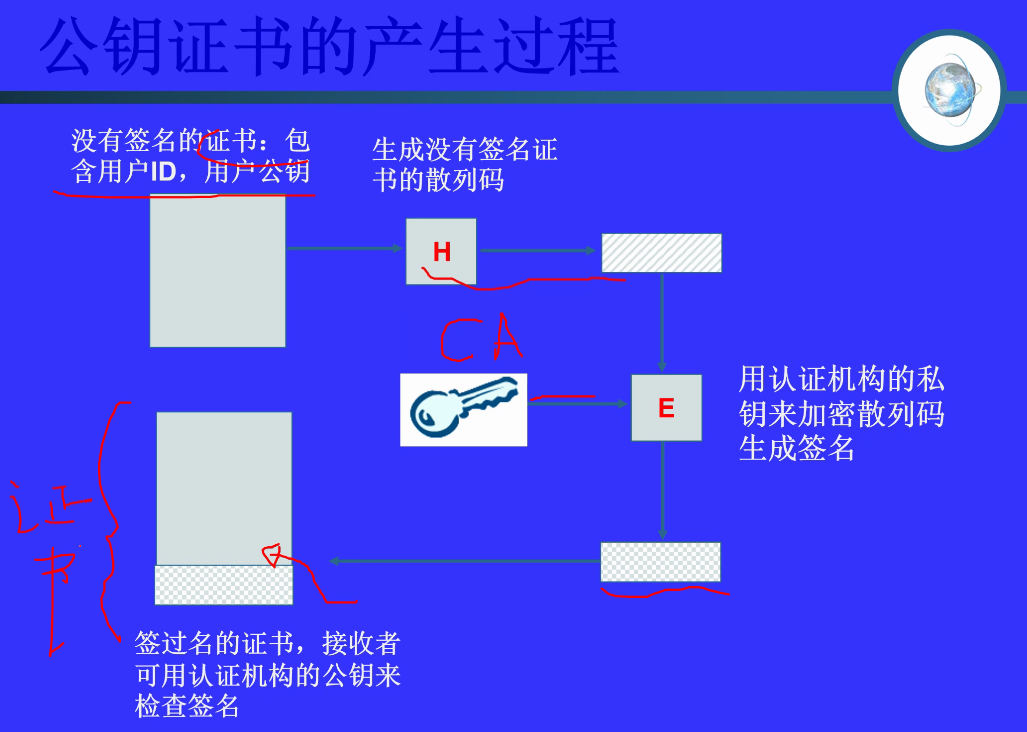 公钥证书的产生过程
没有签名的证书：包
含用户ID，用户公钥
生成没有签名证
书的散列码
H
CA
E
用认证机构的私
钥来加密散列码
生成签名
证
书
签过名的证书，接收者
可用认证机构的公钥来
检查签名